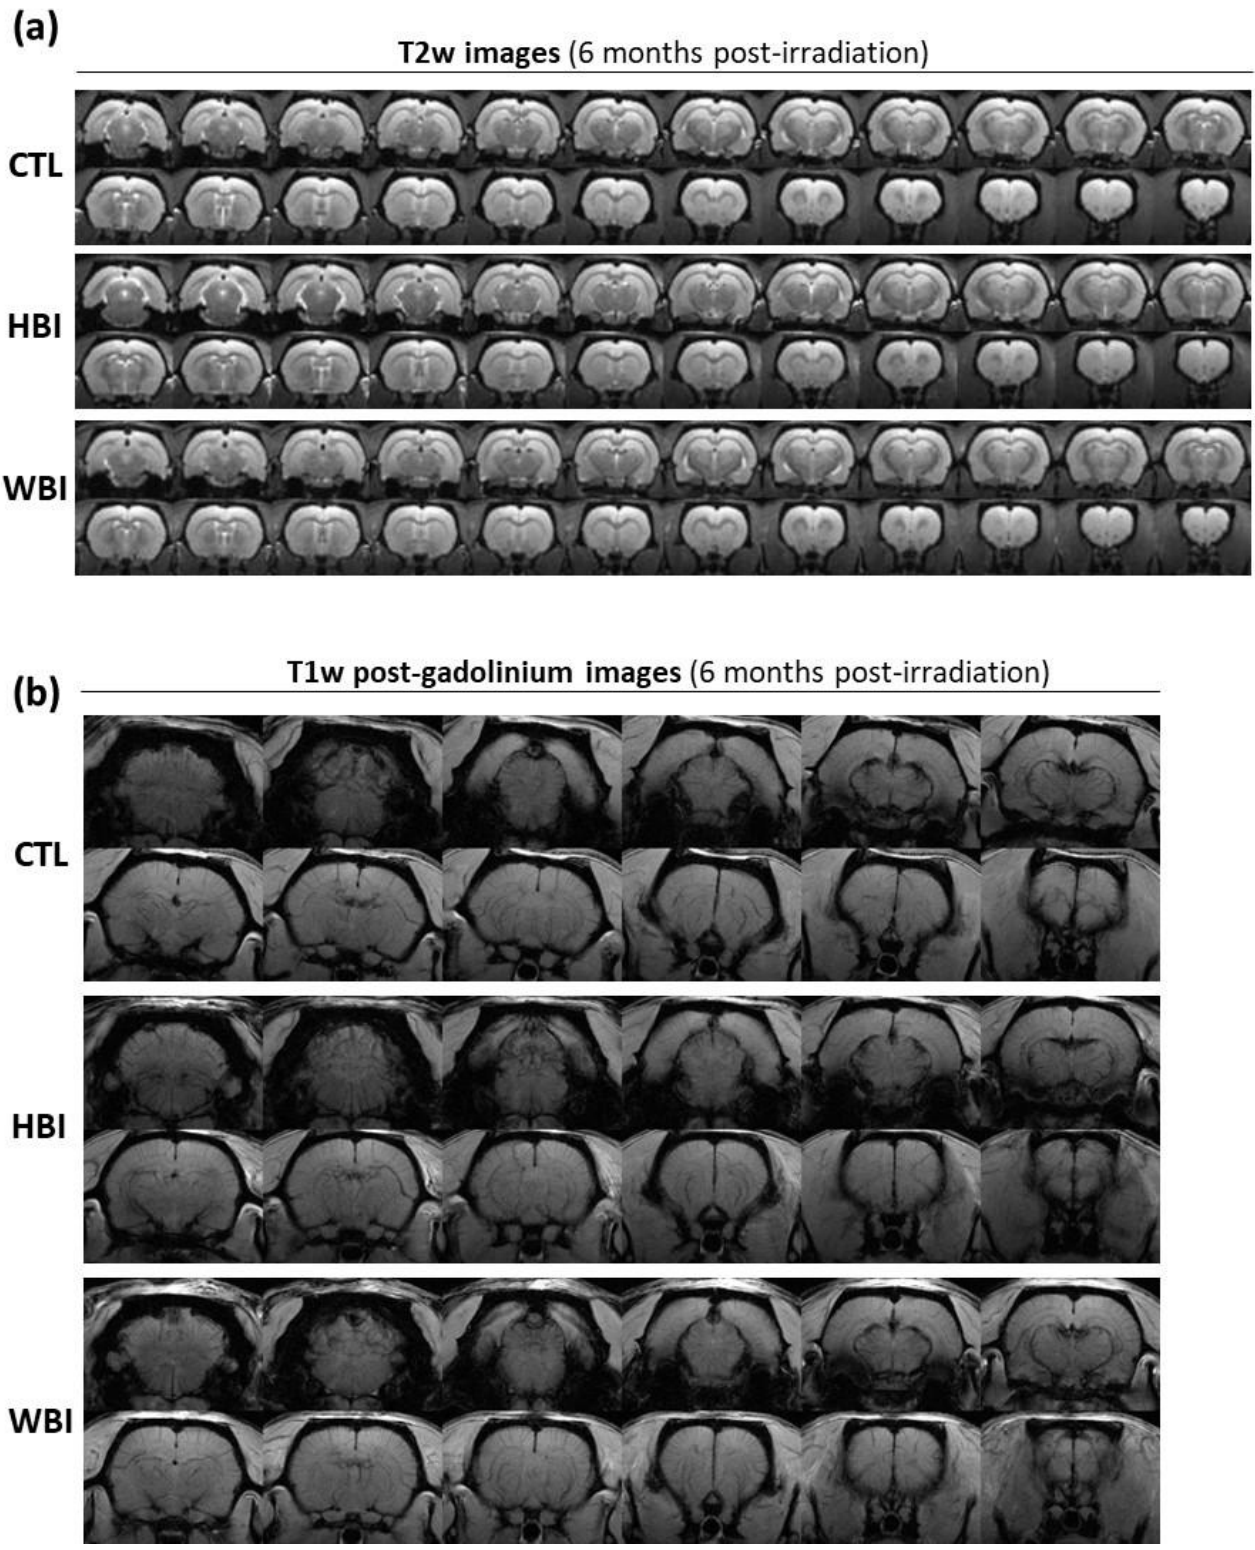 (a)
T2w images (6 months post-irradiation)
CTL
HBI
WBI
(b)
T1w post-gadolinium images (6 months post-irradiation)
CTL
HBI
WBI